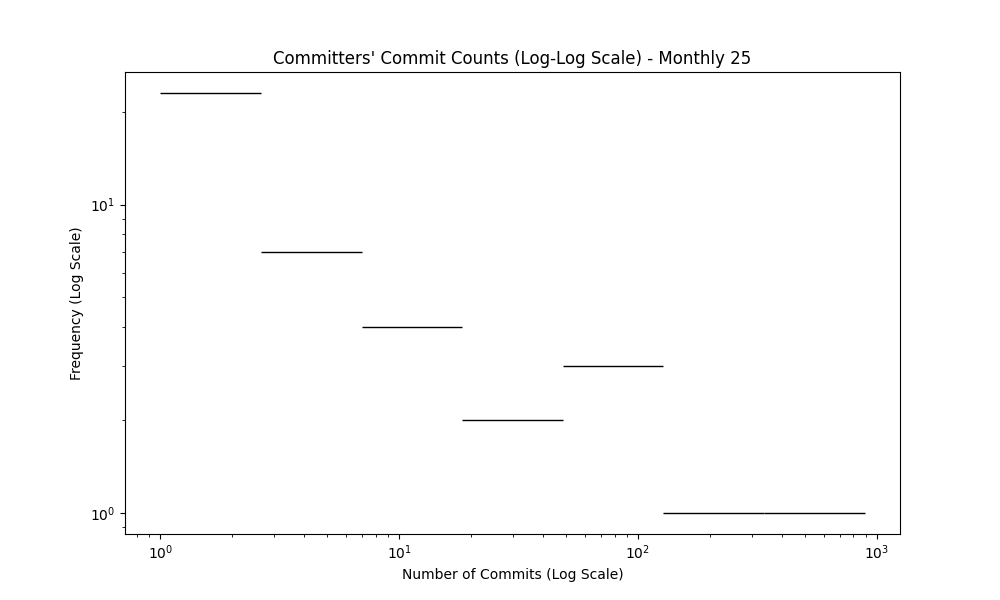 Committers' Commit Counts (Log-Log Scale) - Monthly 25
Frequency (Log Scale)
10¹
10⁰
10⁰ 10¹ 10² 10³
Number of Commits (Log Scale)